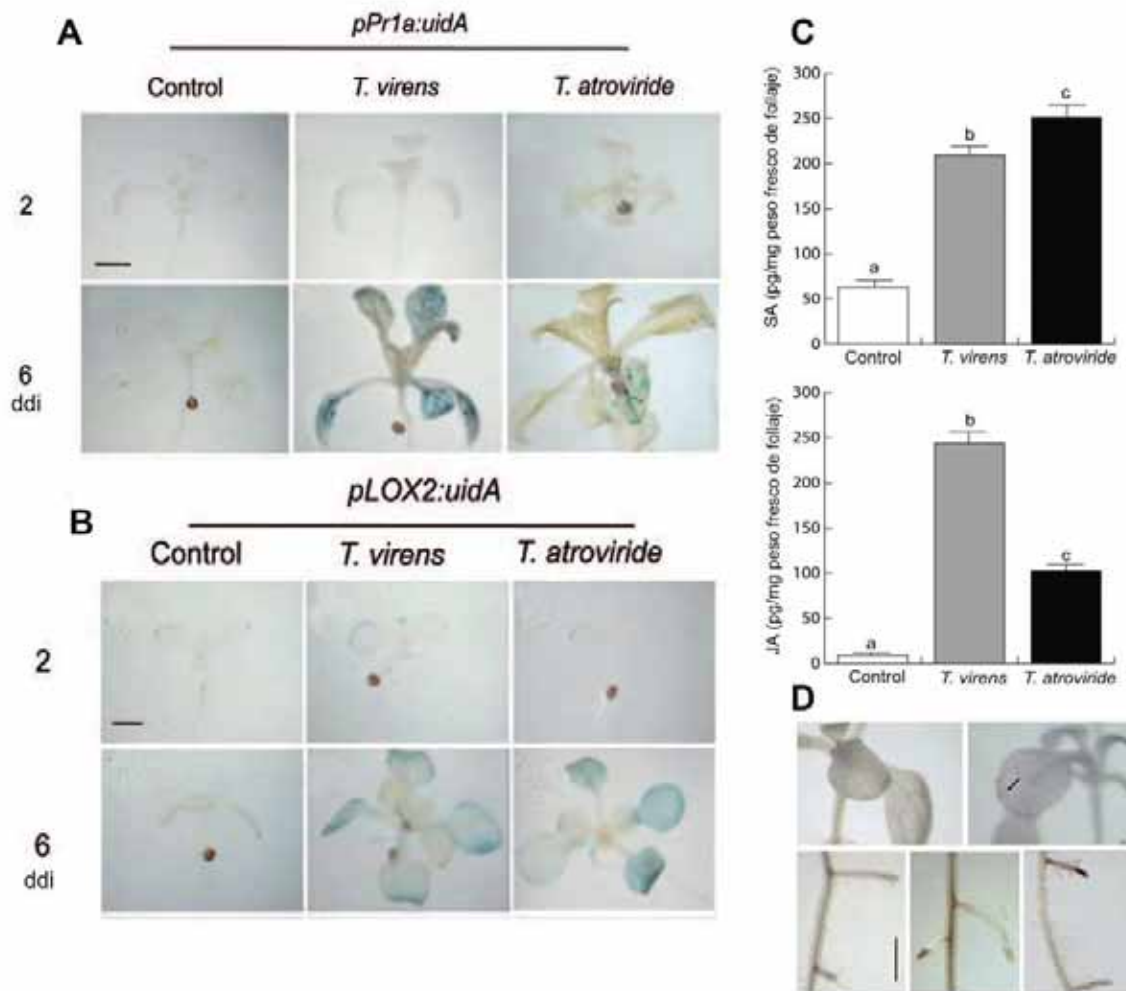 A
pPr1a:uidA
Control T. virens T. atroviride
2
6
ddi
B
pLOX2:uidA
Control T. virens T. atroviride
2
6
ddi
C
SA (pg/mg peso fresco de follaje)
300
250
200
150
100
50
0
a
b
c
Control T. virens T. atroviride
JA (pg/mg peso fresco de follaje)
300
250
200
150
100
50
0
a
b
c
Control T. virens T. atroviride
D